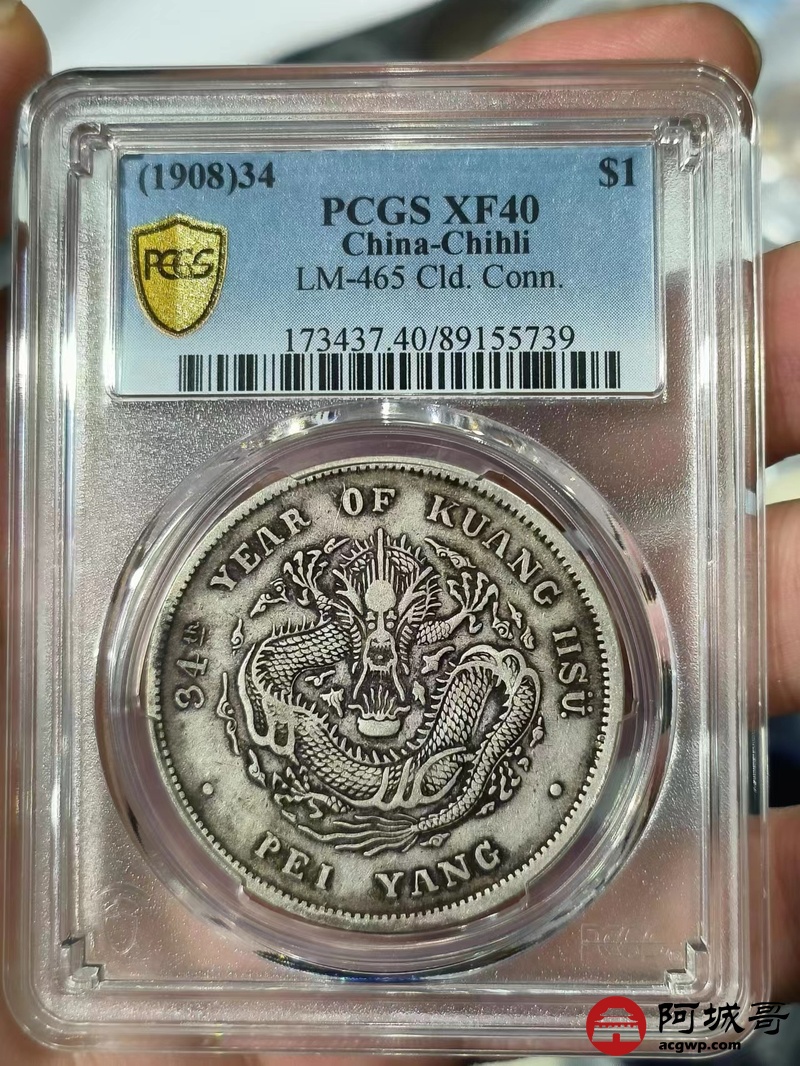 (1908)34 $1
PCGS XF40
China-Chihli
LM-465 Cld. Conn.
PCGS
173437.40/89155739
34TH YEAR OF KUANG HSÜ.
PEI YANG
阿城哥
acgwp.com